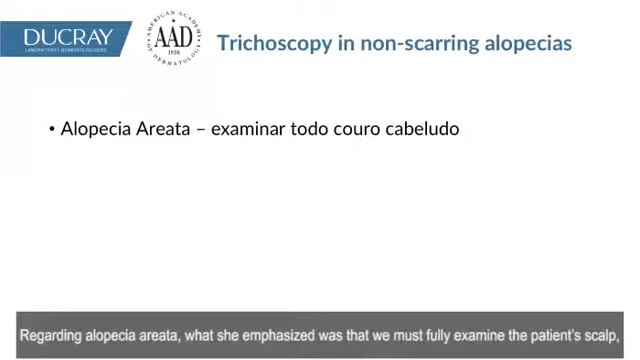 DUCRAY
LABORATOIRES DERMATOLOGIQUES
AMERICAN ACADEMY OF DERMATOLOGY
AAD
1938
Trichoscopy in non-scarring alopecias
• Alopecia Areata – examinar todo couro cabeludo
Regarding alopecia areata, what she emphasized was that we must fully examine the patient's scalp,